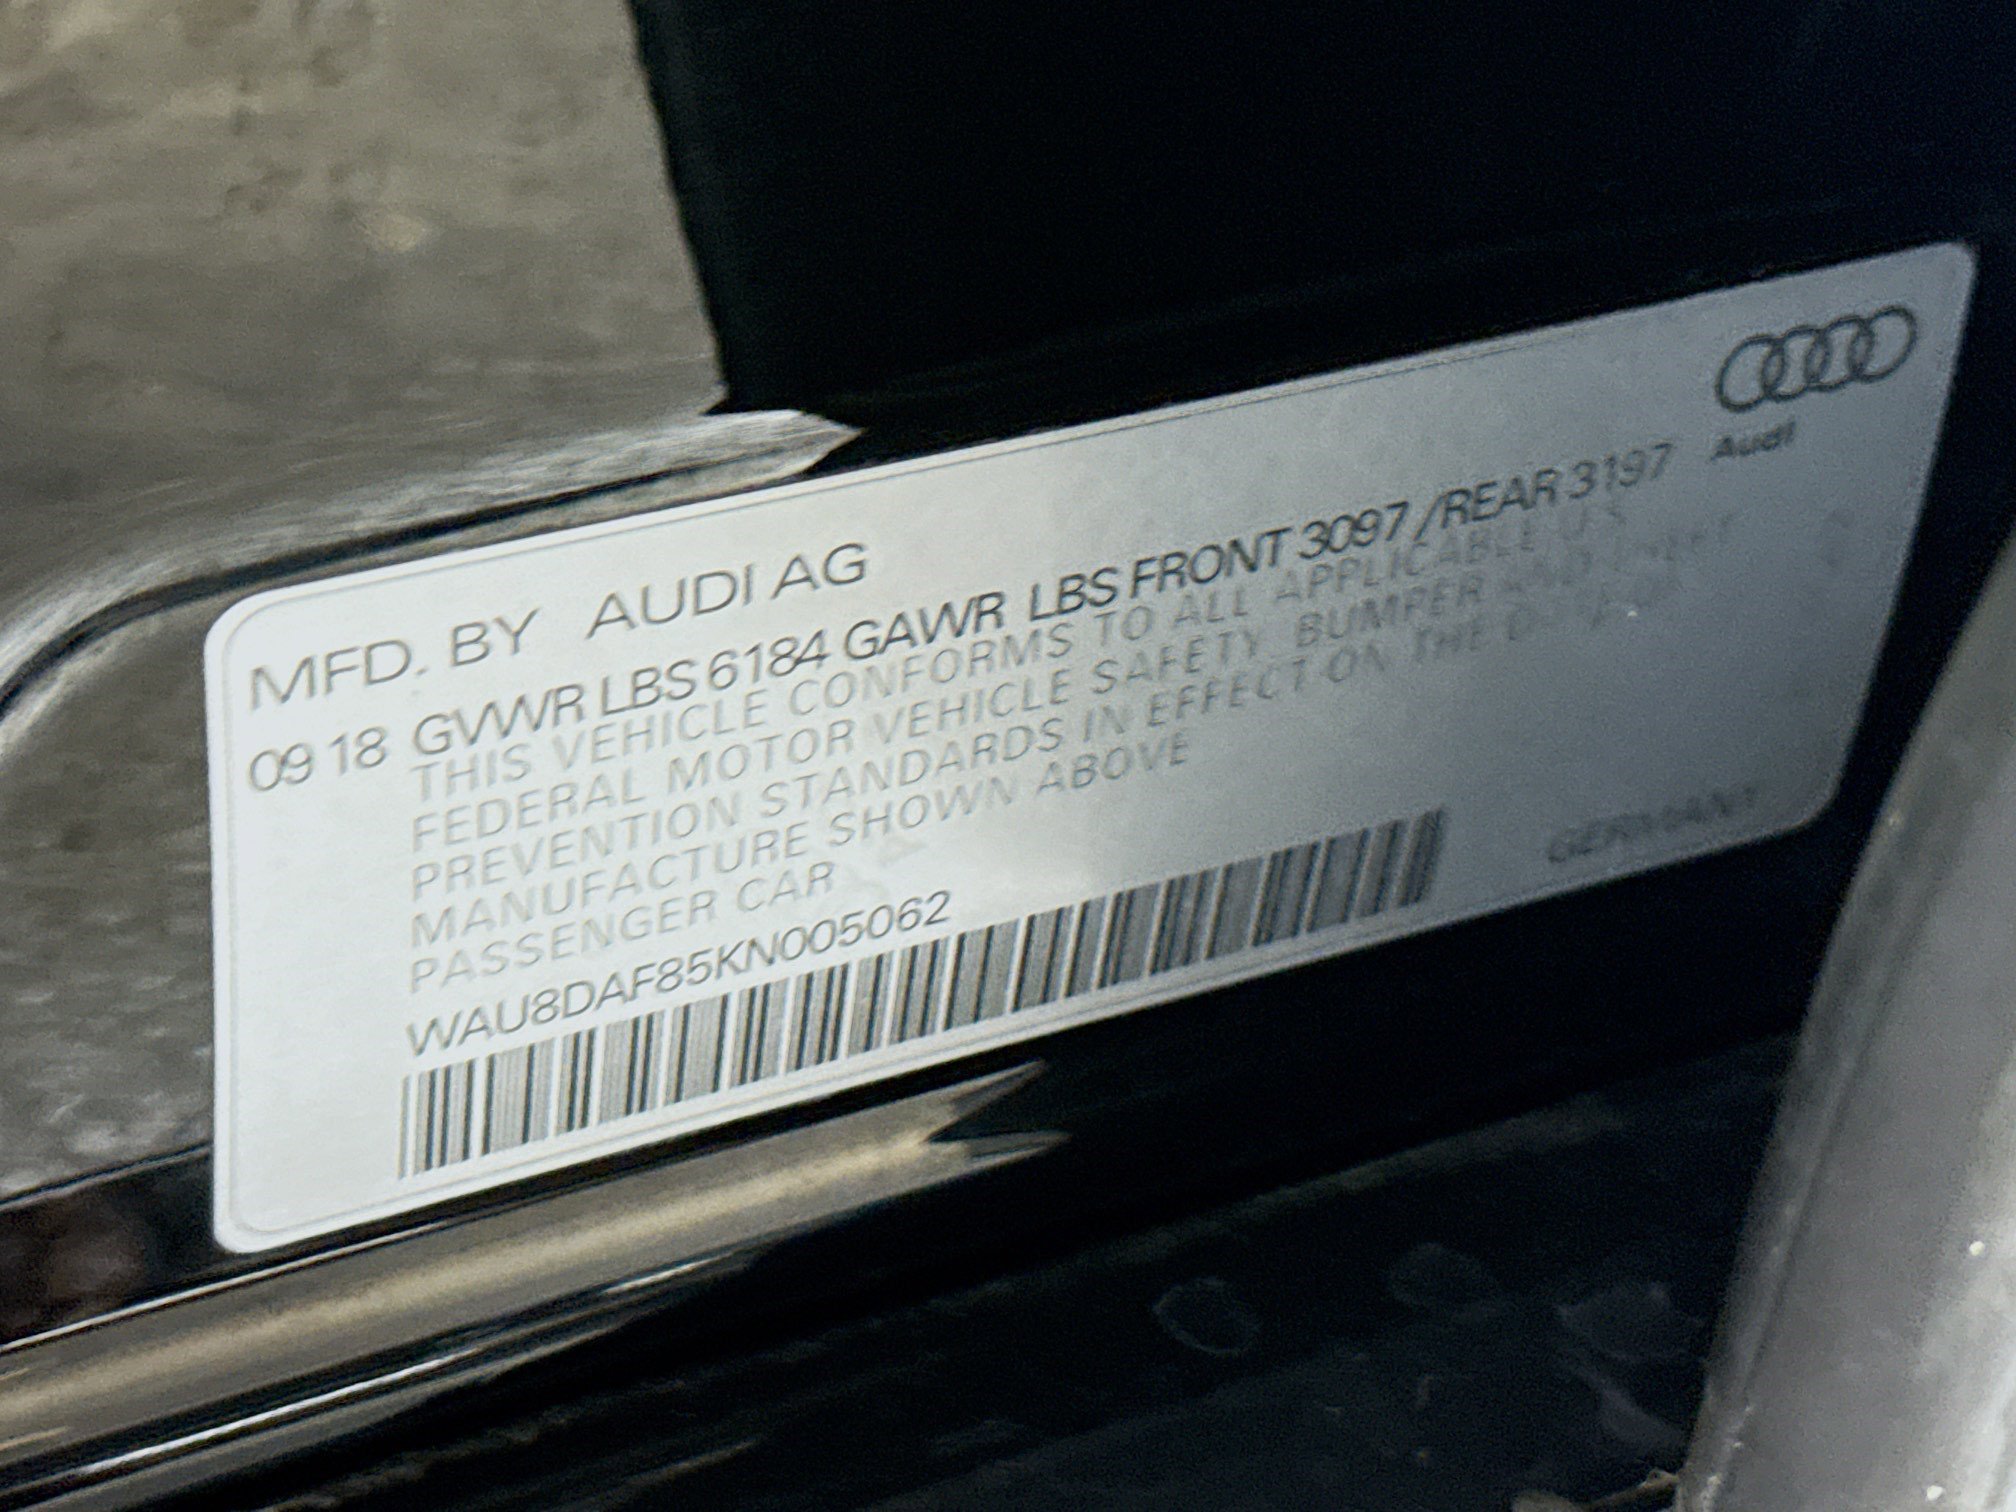 Audi
MFD. BY AUDI AG
09 18 GVWR LBS 6184 GAWR LBS FRONT 3097 / REAR 3197
THIS VEHICLE CONFORMS TO ALL APPLICABLE U.S.
FEDERAL MOTOR VEHICLE SAFETY BUMPER AND THEFT
PREVENTION STANDARDS IN EFFECT ON THE
MANUFACTURE SHOWN ABOVE
PASSENGER CAR
WAU8DAF85KN005062
GERMANY